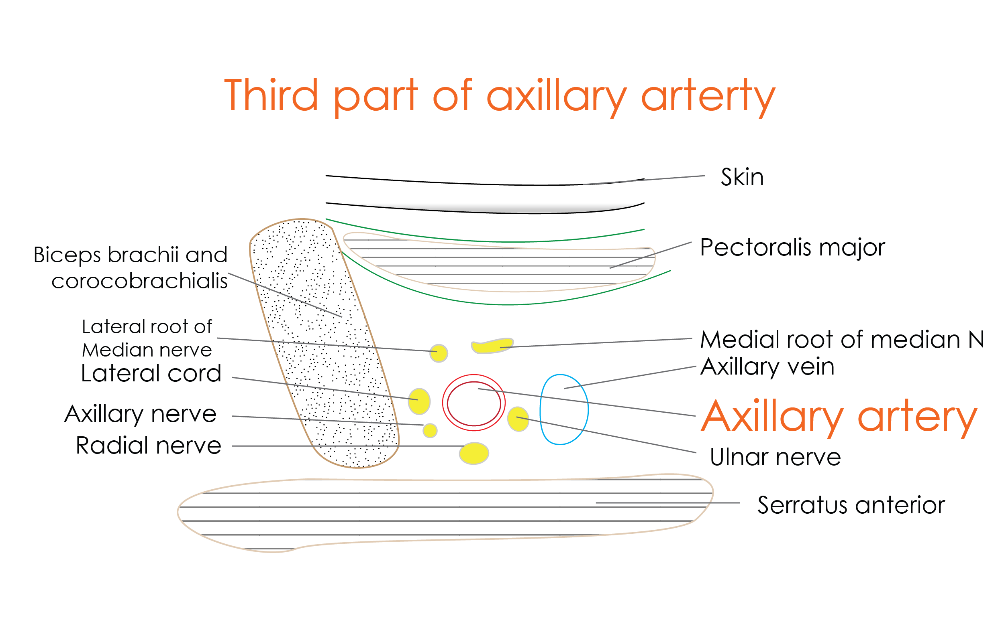 Third part of axillary arterty
Skin
Biceps brachii and
corocobrachialis
Pectoralis major
Lateral root of
Median nerve
Lateral cord
Axillary nerve
Radial nerve
Medial root of median N
Axillary vein
Axillary artery
Ulnar nerve
Serratus anterior